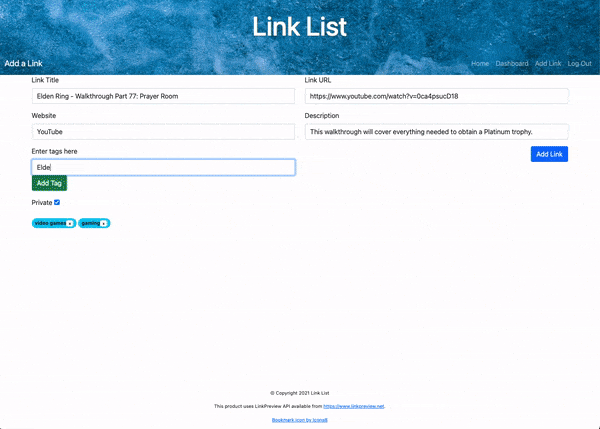 Link List
Add a Link
Home Dashboard Add Link Log Out
Link Title
Link URL
Elden Ring - Walkthrough Part 77: Prayer Room
https://www.youtube.com/watch?v=0ca4psucD18
Website
Description
YouTube
This walkthrough will cover everything needed to obtain a Platinum trophy.
Enter tags here
Add Link
Elde
Add Tag
Private
video games x gaming x
© Copyright 2021 Link List
This product uses LinkPreview API available from https://www.linkpreview.net.
Bookmark icon by Icons8